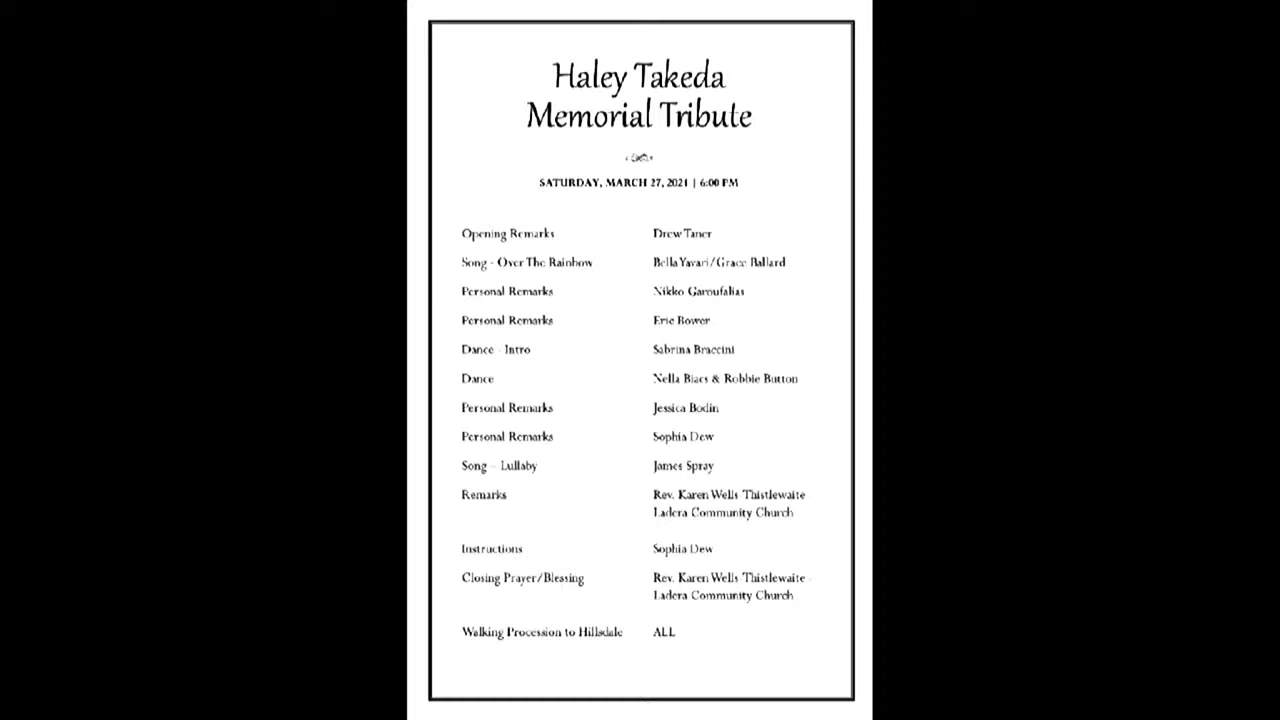 Haley Takeda
Memorial Tribute
SATURDAY, MARCH 27, 2021 | 6:00 PM
Opening Remarks Drew Taner
Song - Over The Rainbow Bella Yavari/Grace Ballard
Personal Remarks Nikko Garoufalias
Personal Remarks Eric Bower
Dance - Intro Sabrina Braccini
Dance Nella Biacs & Robbie Button
Personal Remarks Jessica Bodin
Personal Remarks Sophia Dew
Song – Lullaby James Spray
Remarks Rev. Karen Wells Thistlewaite -
Ladera Community Church
Instructions Sophia Dew
Closing Prayer/Blessing Rev. Karen Wells Thistlewaite -
Ladera Community Church
Walking Procession to Hillsdale ALL